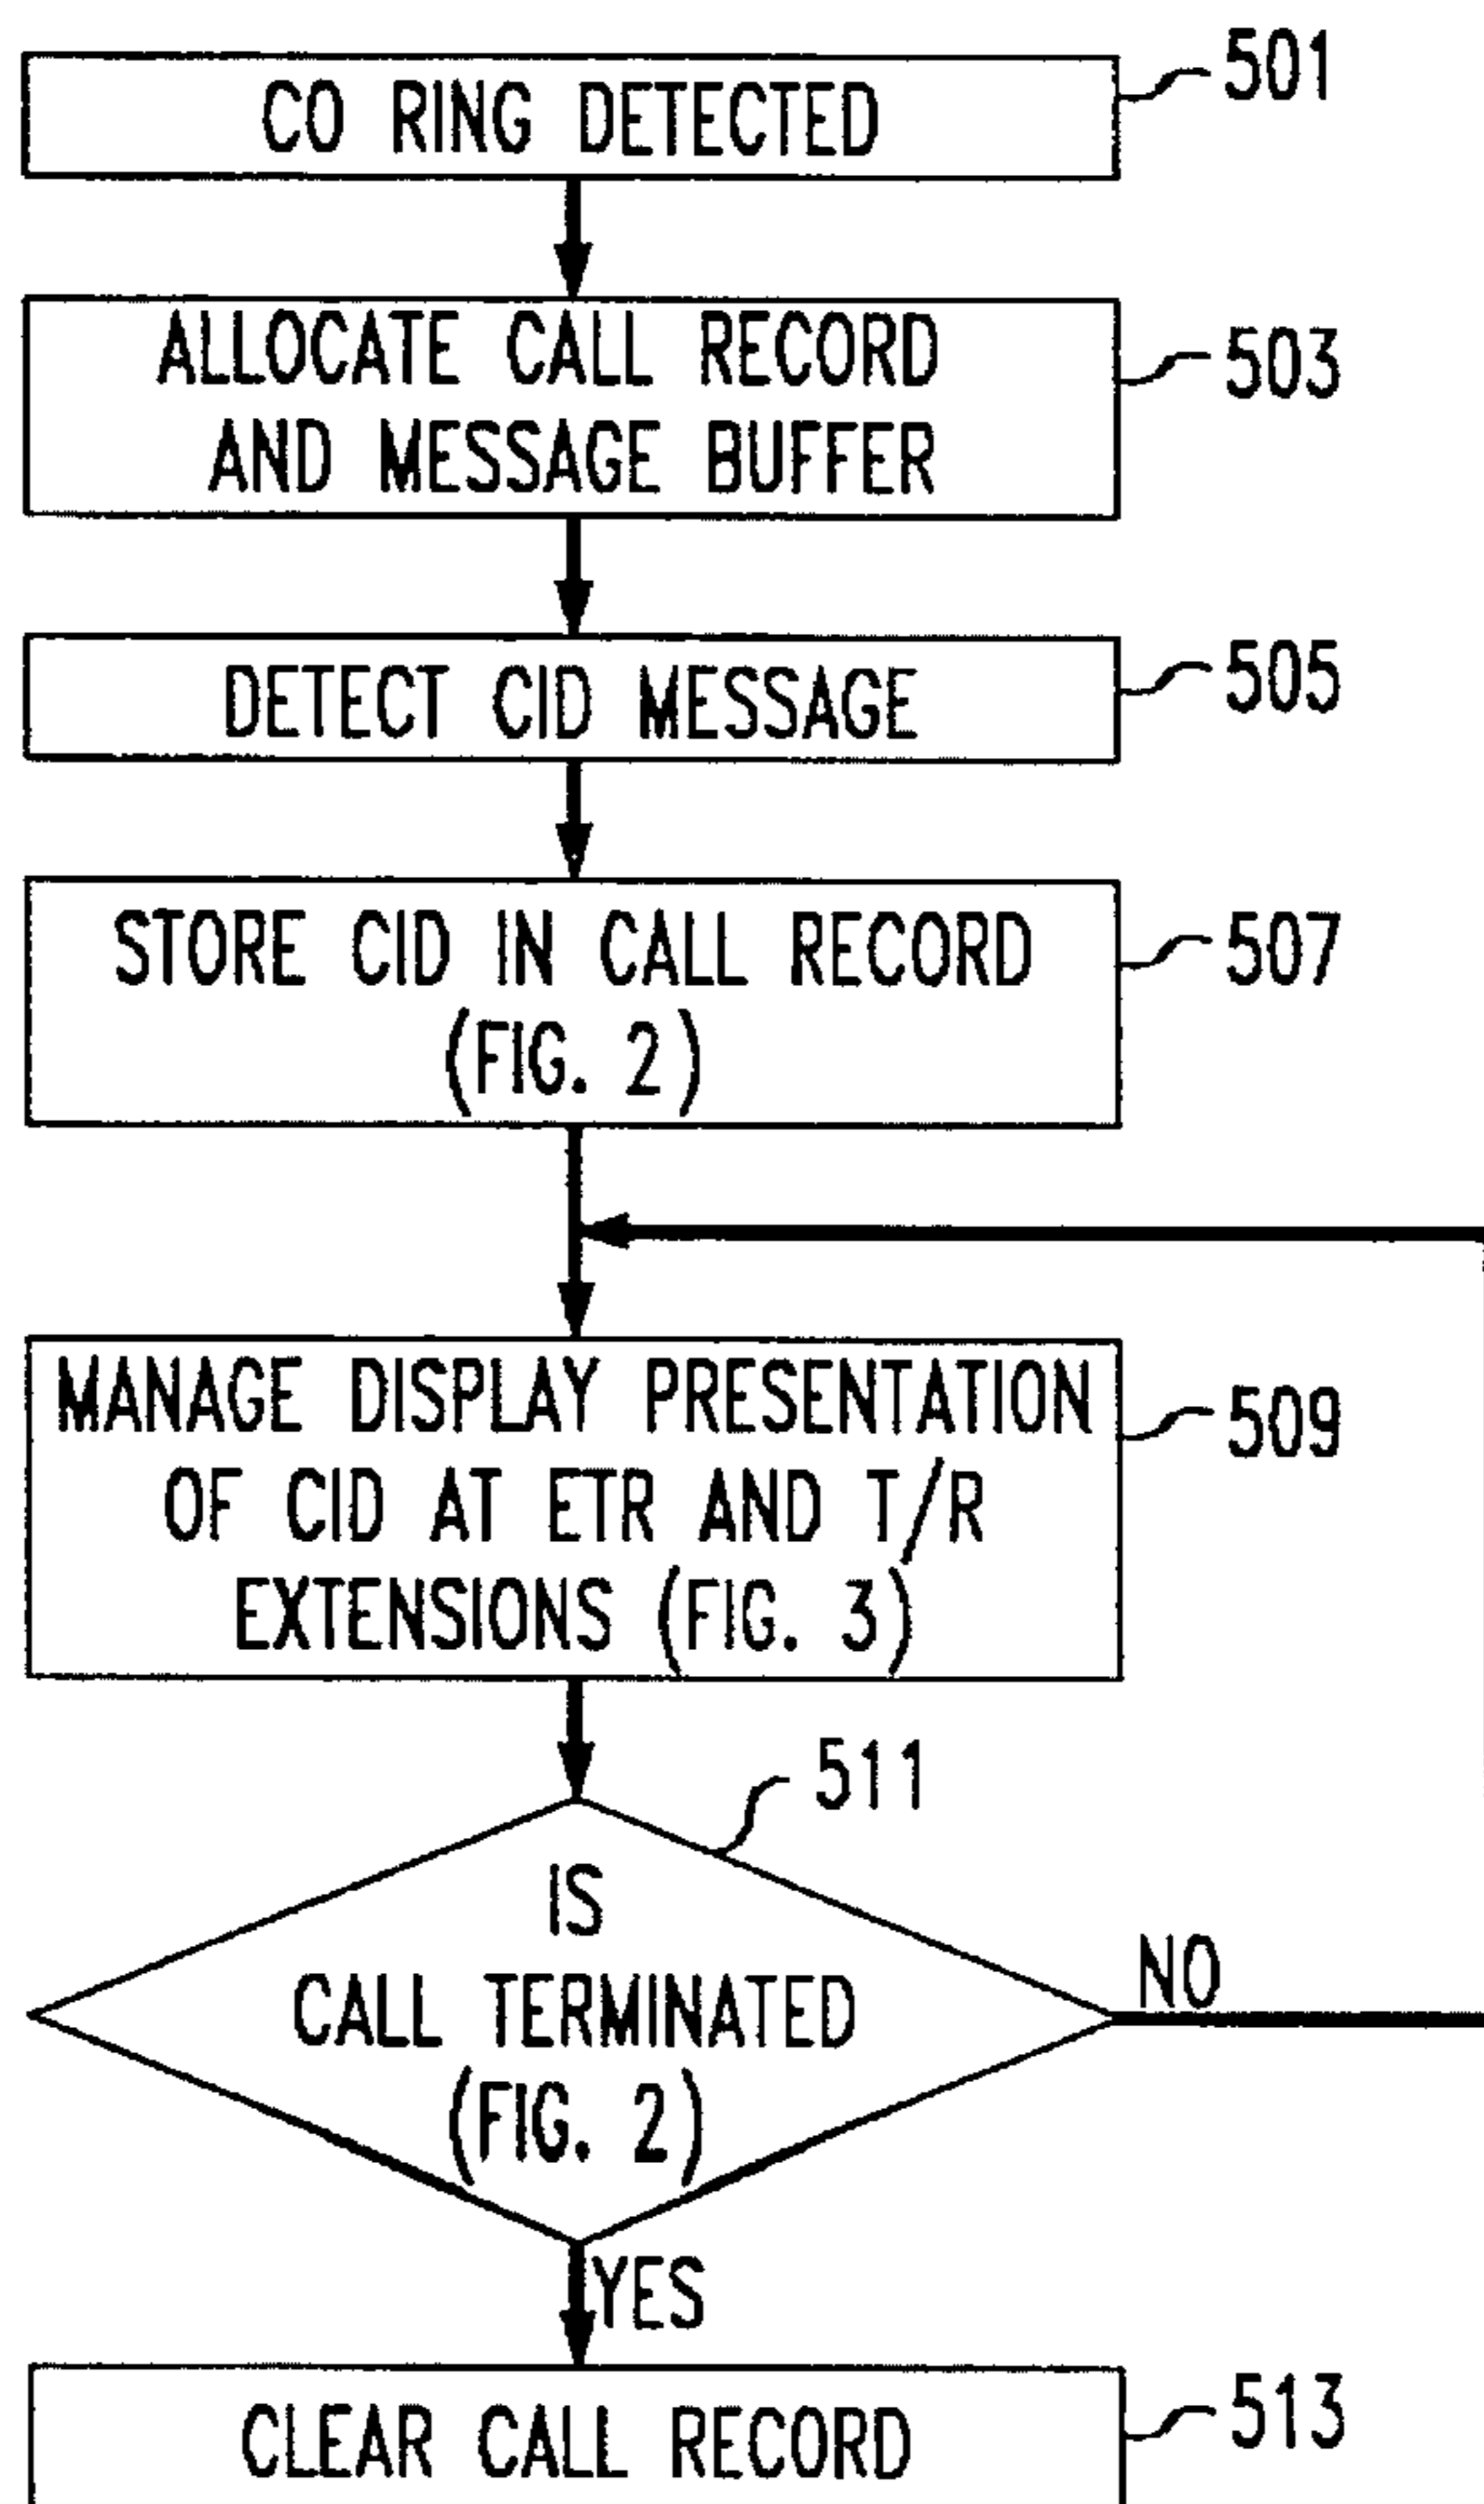 CO RING DETECTED
501
ALLOCATE CALL RECORD
AND MESSAGE BUFFER
503
DETECT CID MESSAGE
505
STORE CID IN CALL RECORD
(FIG. 2)
507
MANAGE DISPLAY PRESENTATION
OF CID AT ETR AND T/R
EXTENSIONS (FIG. 3)
509
511
IS
CALL TERMINATED
(FIG. 2)
NO
YES
CLEAR CALL RECORD
513